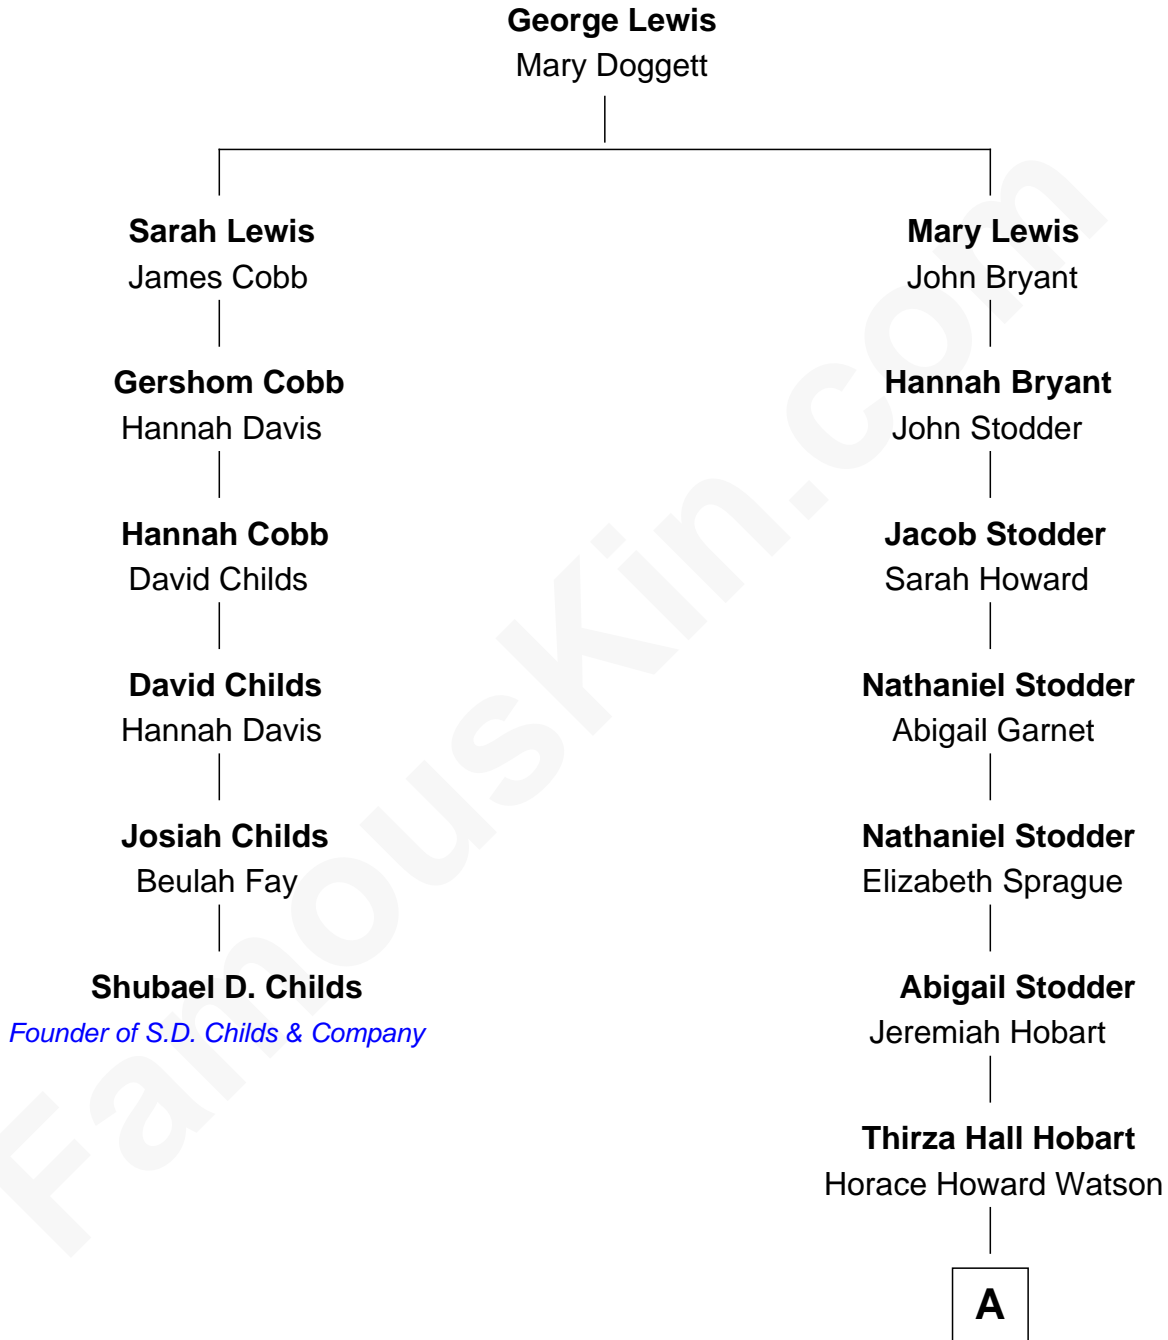 George Lewis
Mary Doggett
Sarah Lewis
James Cobb
Mary Lewis
John Bryant
Gershom Cobb
Hannah Davis
Hannah Bryant
John Stodder
Hannah Cobb
David Childs
Jacob Stodder
Sarah Howard
David Childs
Hannah Davis
Nathaniel Stodder
Abigail Garnet
Josiah Childs
Beulah Fay
Nathaniel Stodder
Elizabeth Sprague
Shubael D. Childs
Founder of S.D. Childs & Company
Abigail Stodder
Jeremiah Hobart
Thirza Hall Hobart
Horace Howard Watson
A
FamousKin.com